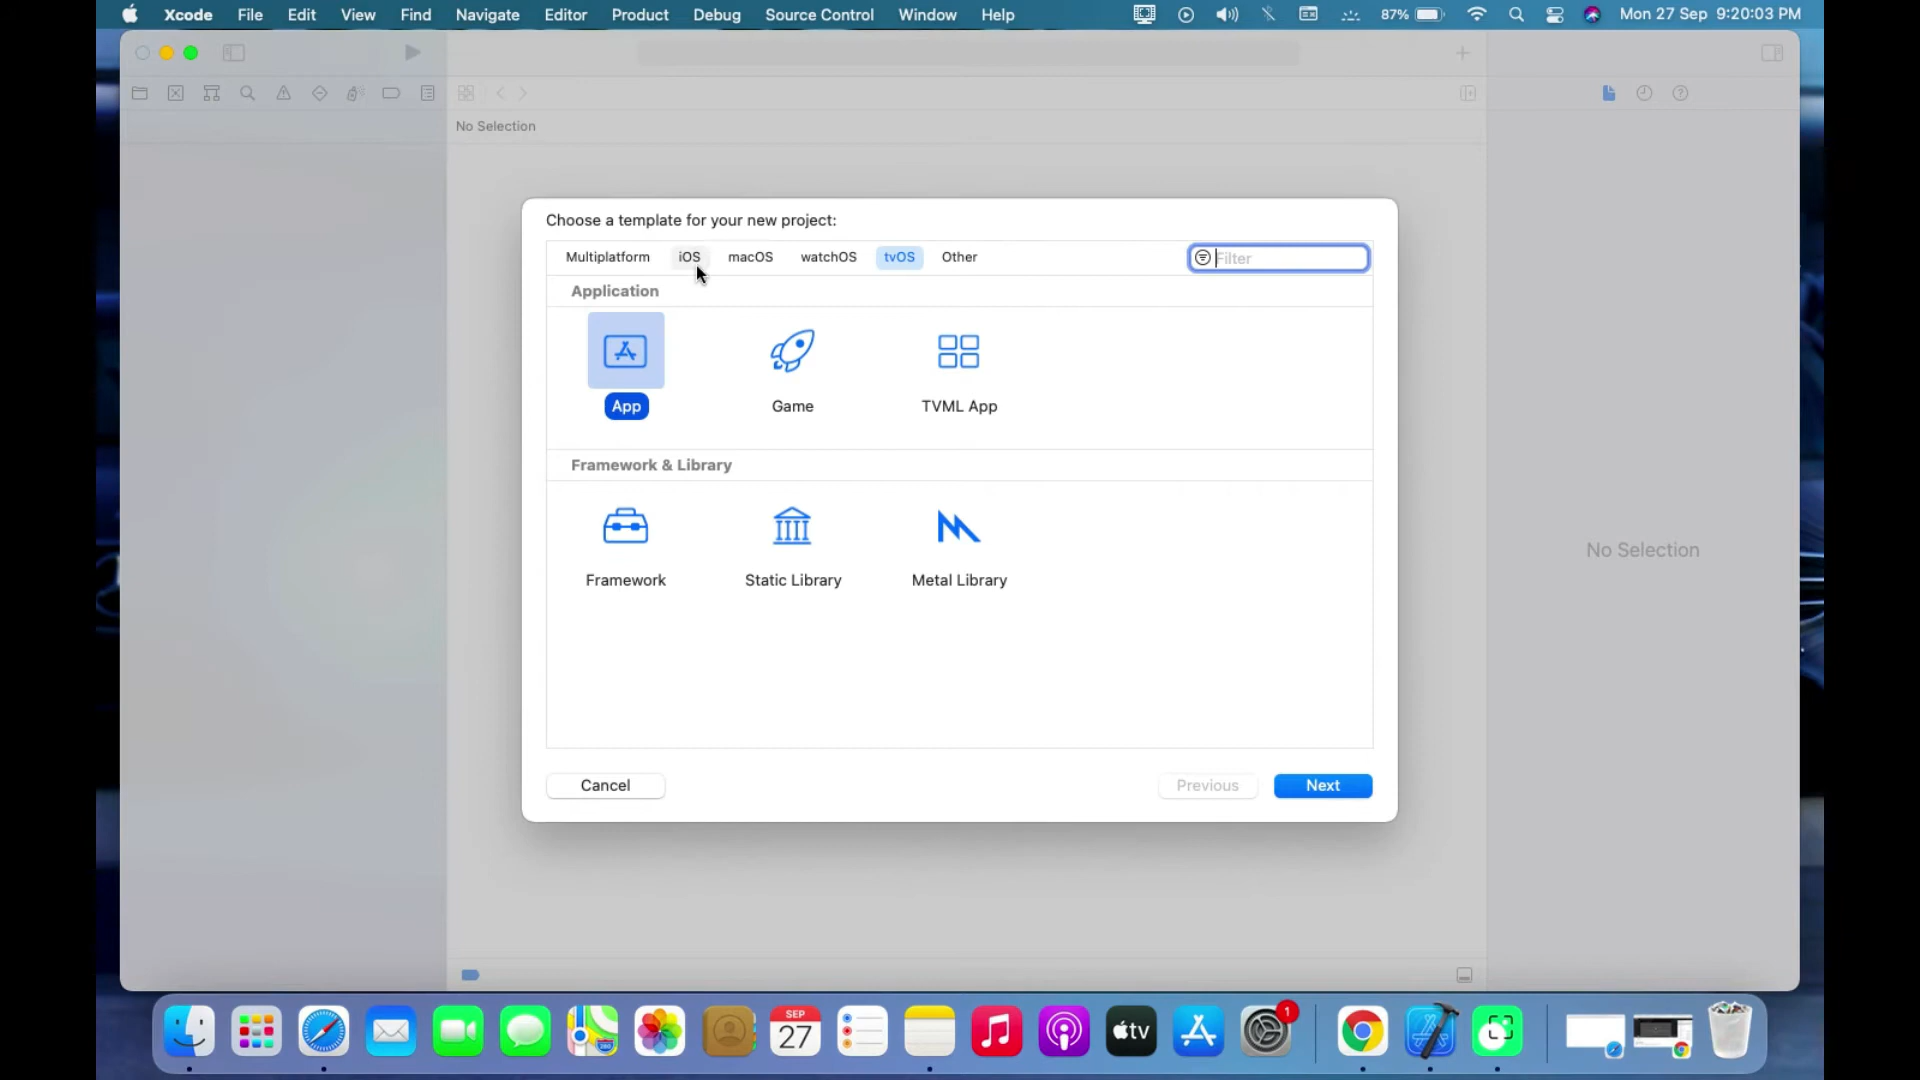 Xcode File Edit View Find Navigate Editor Product Debug Source Control Window Help 87% Mon 27 Sep 9:20:03 PM
No Selection
Choose a template for your new project:
Multiplatform iOS macOS watchOS tvOS Other Filter
Application
App Game TVML App
Framework & Library
Framework Static Library Metal Library
No Selection
Cancel Previous Next
SEP
27
tv
1